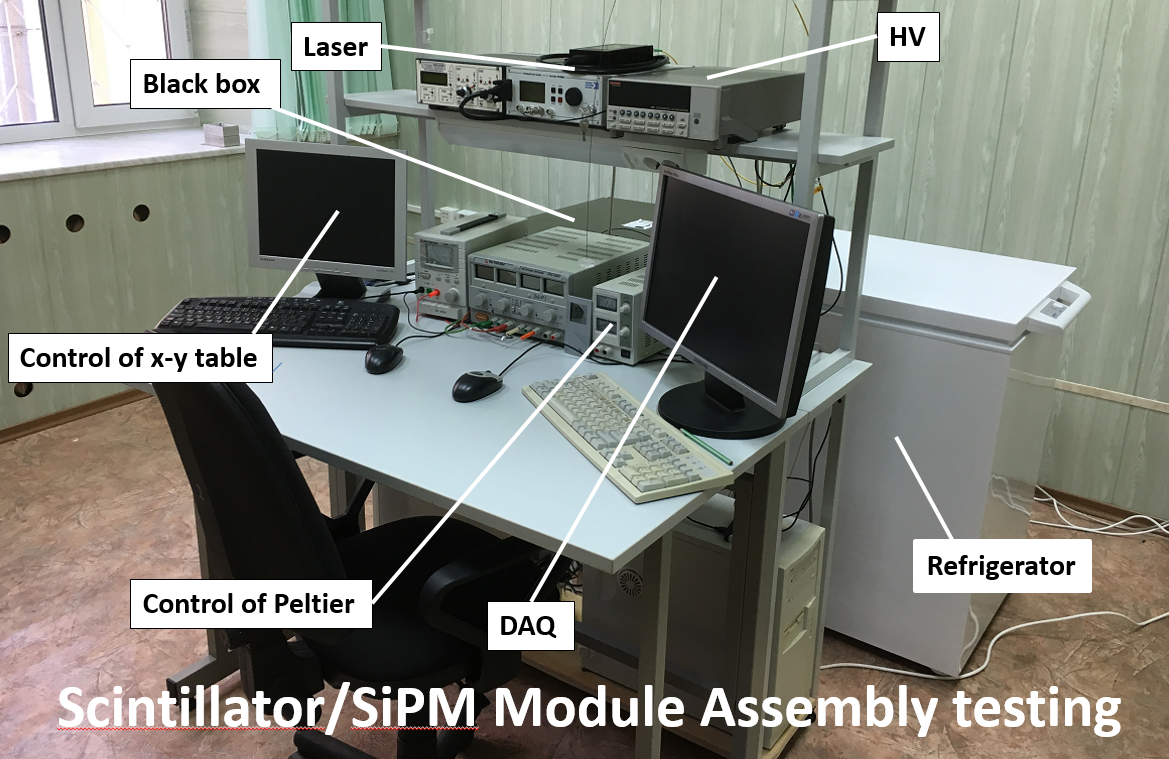 Laser
HV
Black box
Control of x-y table
Refrigerator
Control of Peltier
DAQ
Scintillator/SiPM Module Assembly testing